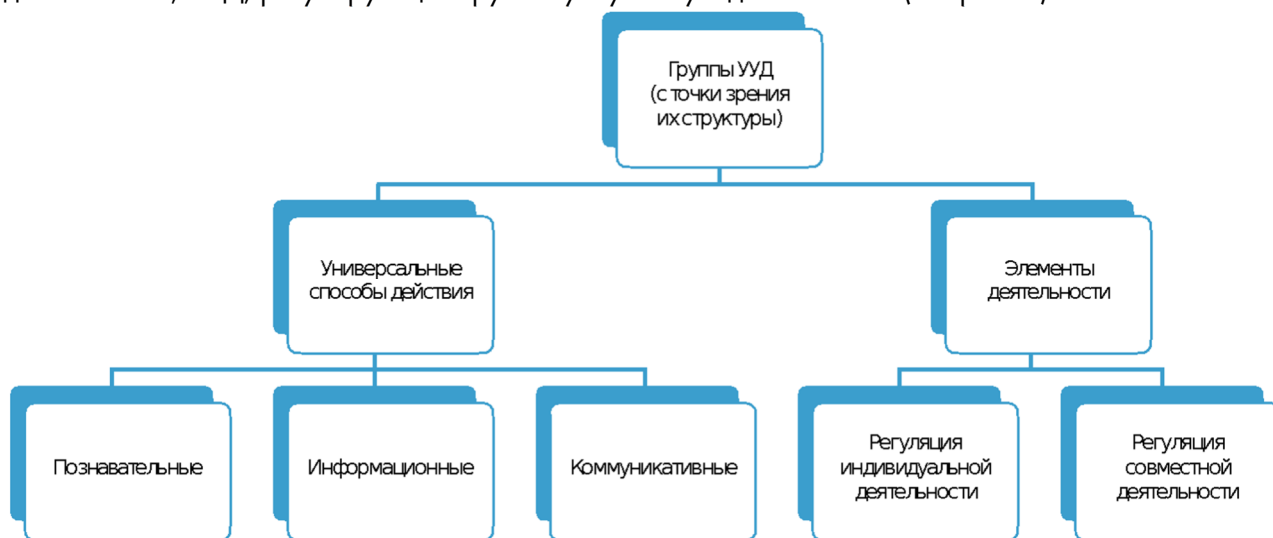 Группы УУД
(с точки зрения
их структуры)
Универсальные
способы действия
Элементы
деятельности
Познавательные
Информационные
Коммуникативные
Регуляция
индивидуальной
деятельности
Регуляция
совместной
деятельности